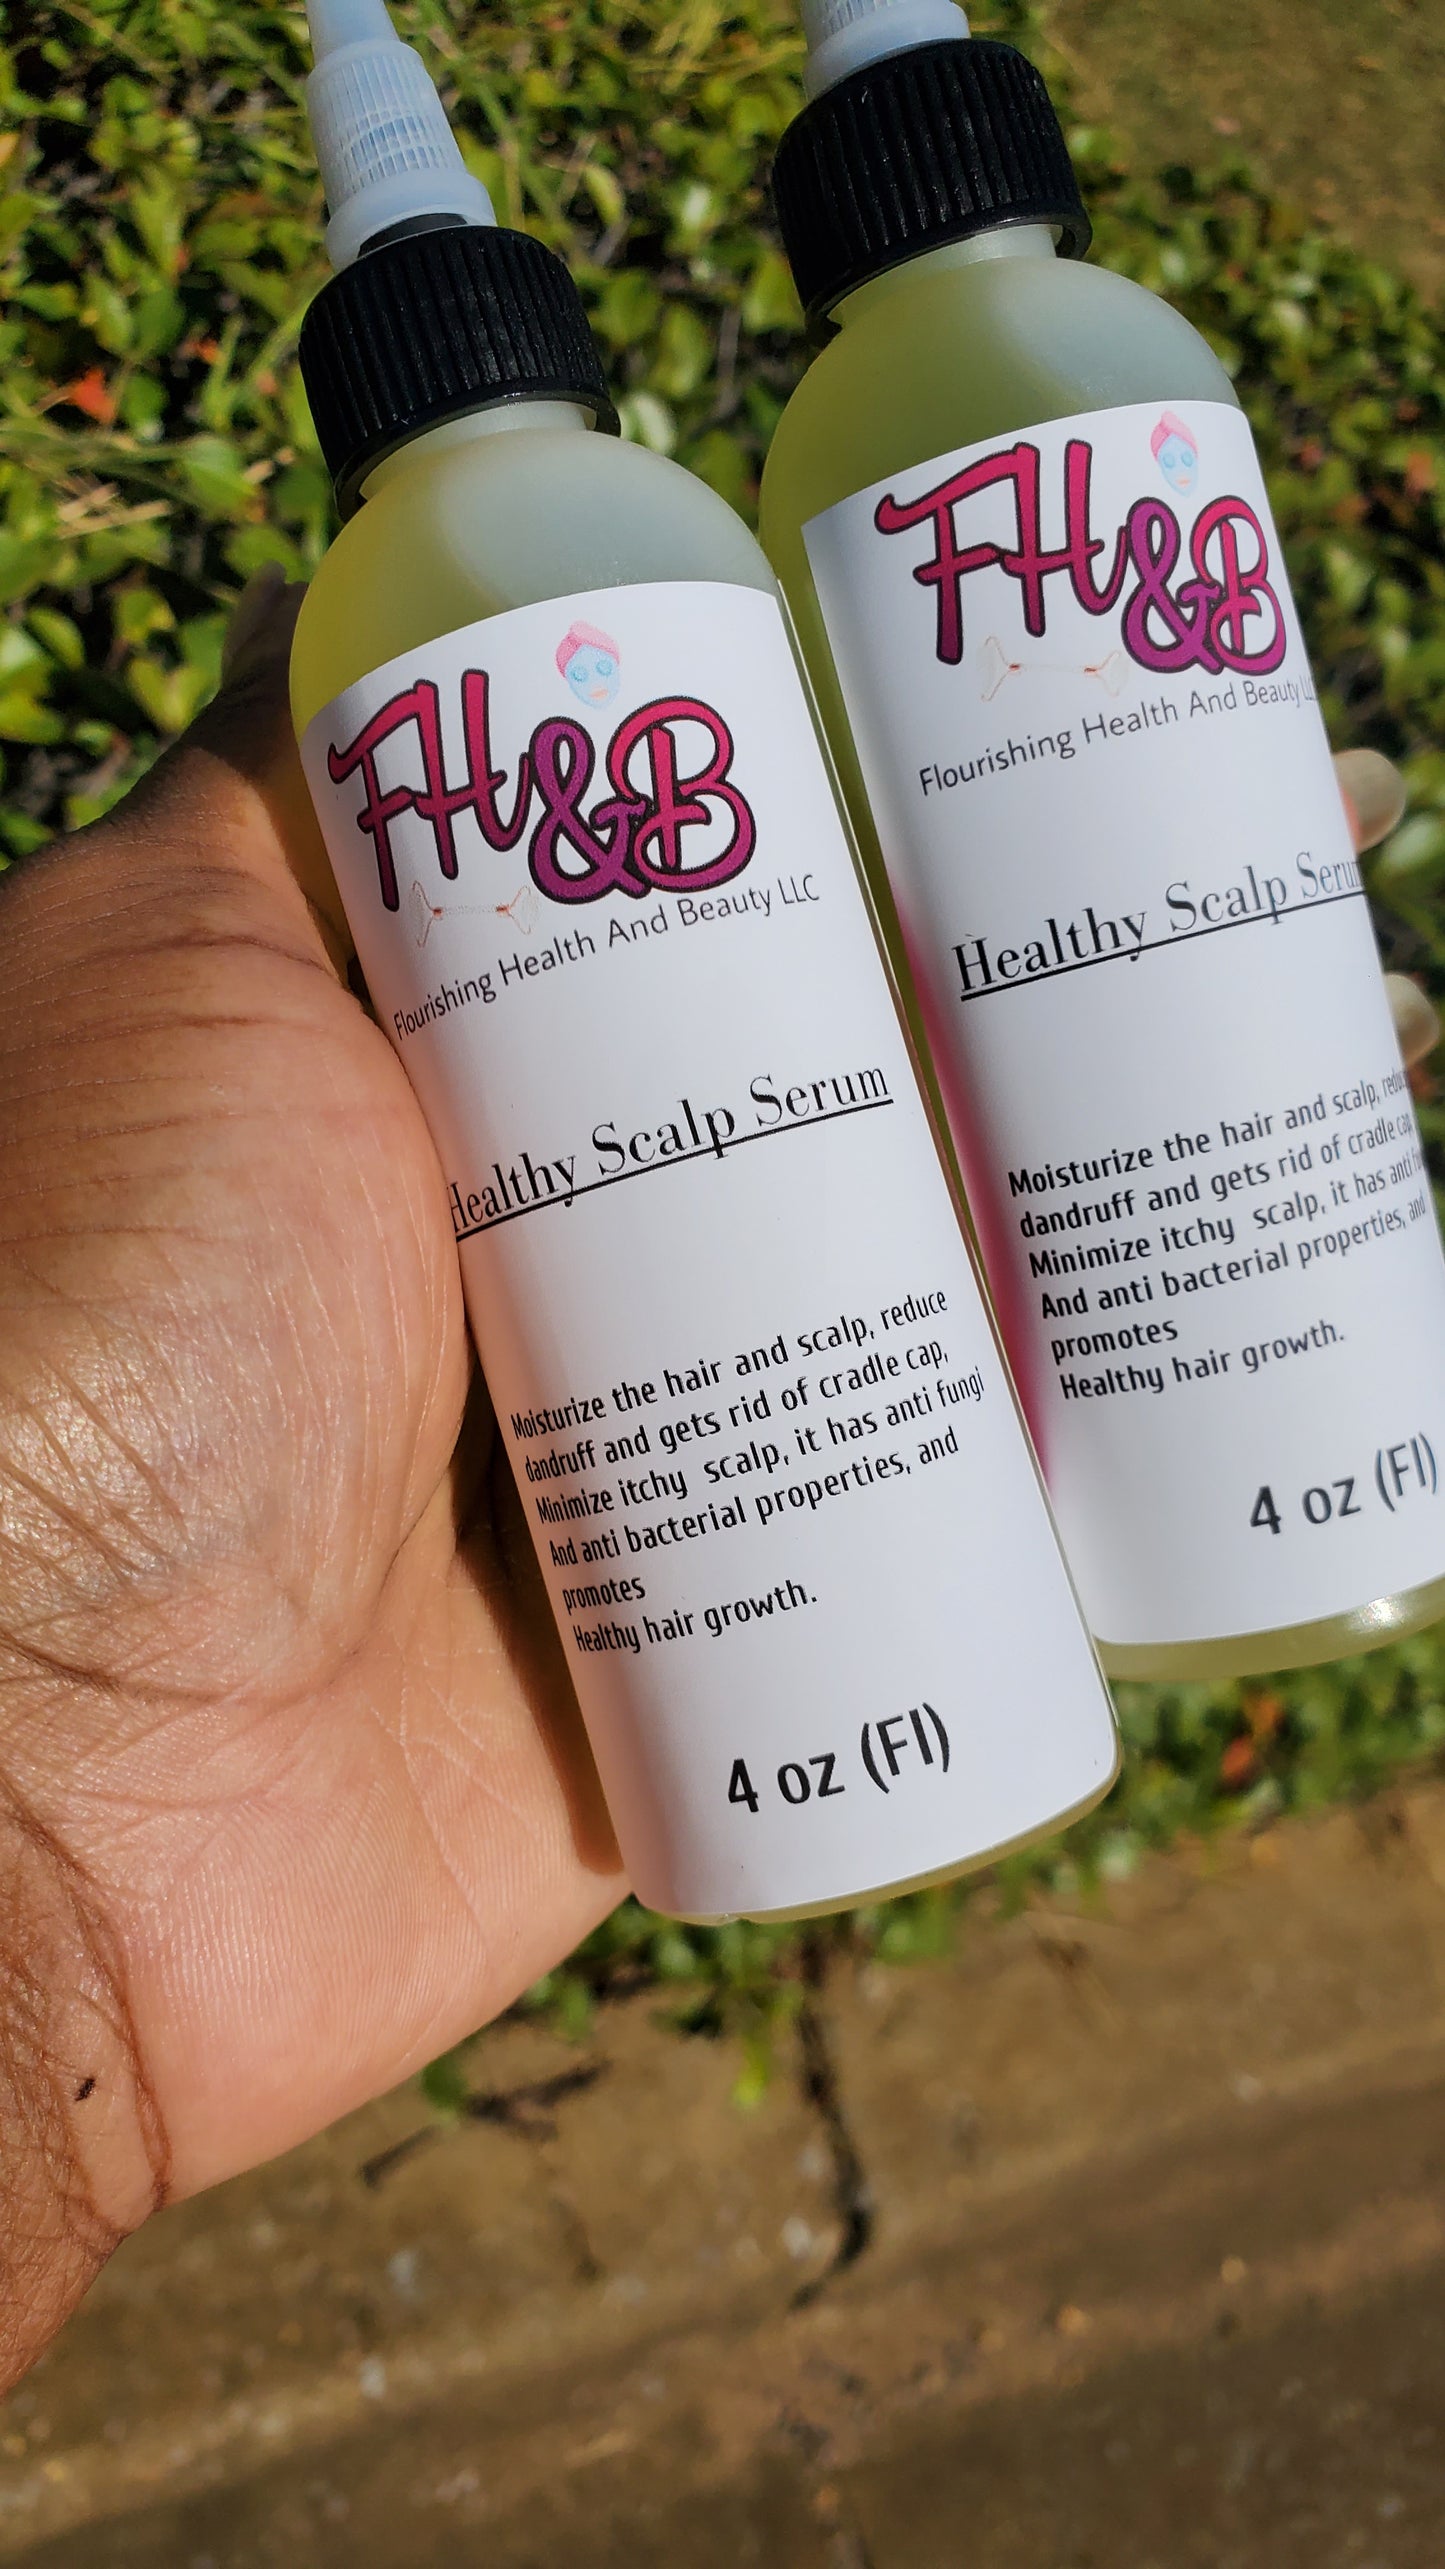 FH&B
Flourishing Health And Beauty LLC
Healthy Scalp Serum
Moisturize the hair and scalp, reduce
dandruff and gets rid of cradle cap,
Minimize itchy scalp, it has anti fungi
And anti bacterial properties, and
promotes
Healthy hair growth.
4 oz (Fl)
FH&B
Flourishing Health And Beauty LLC
Healthy Scalp Serum
Moisturize the hair and scalp, reduce
dandruff and gets rid of cradle cap,
Minimize itchy scalp, it has anti
And anti bacterial properties, and
promotes
Healthy hair growth.
4 oz (Fl)